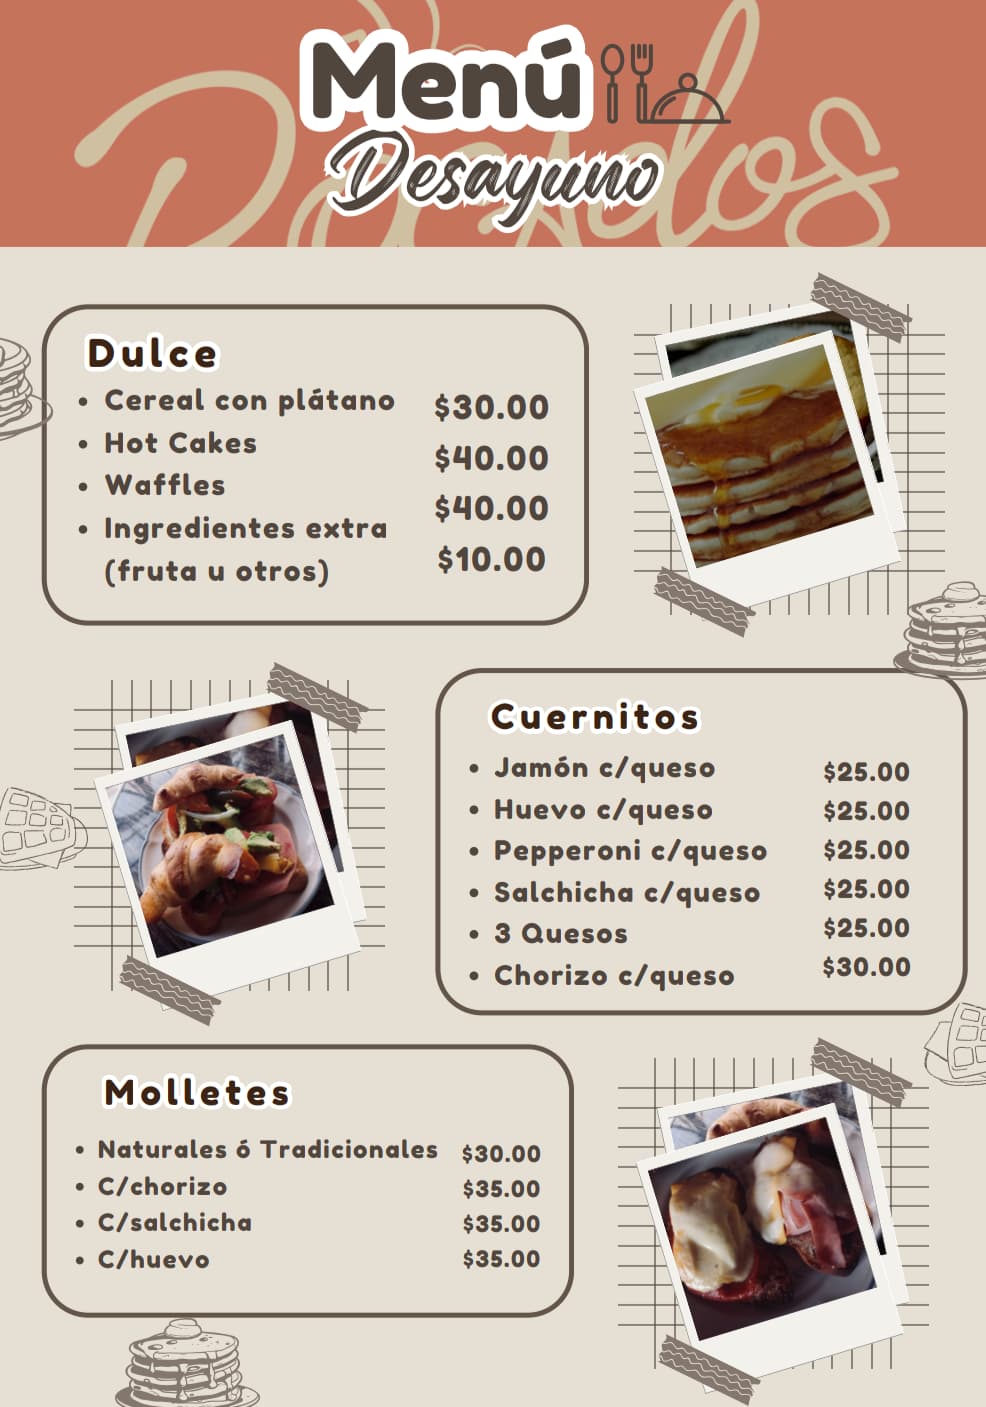 Menú
Desayuno
Dulce
• Cereal con plátano $30.00
• Hot Cakes $40.00
• Waffles $40.00
• Ingredientes extra $10.00
(fruta u otros)
Cuernitos
• Jamón c/queso $25.00
• Huevo c/queso $25.00
• Pepperoni c/queso $25.00
• Salchicha c/queso $25.00
• 3 Quesos $25.00
• Chorizo c/queso $30.00
Molletes
• Naturales ó Tradicionales $30.00
• C/chorizo $35.00
• C/salchicha $35.00
• C/huevo $35.00